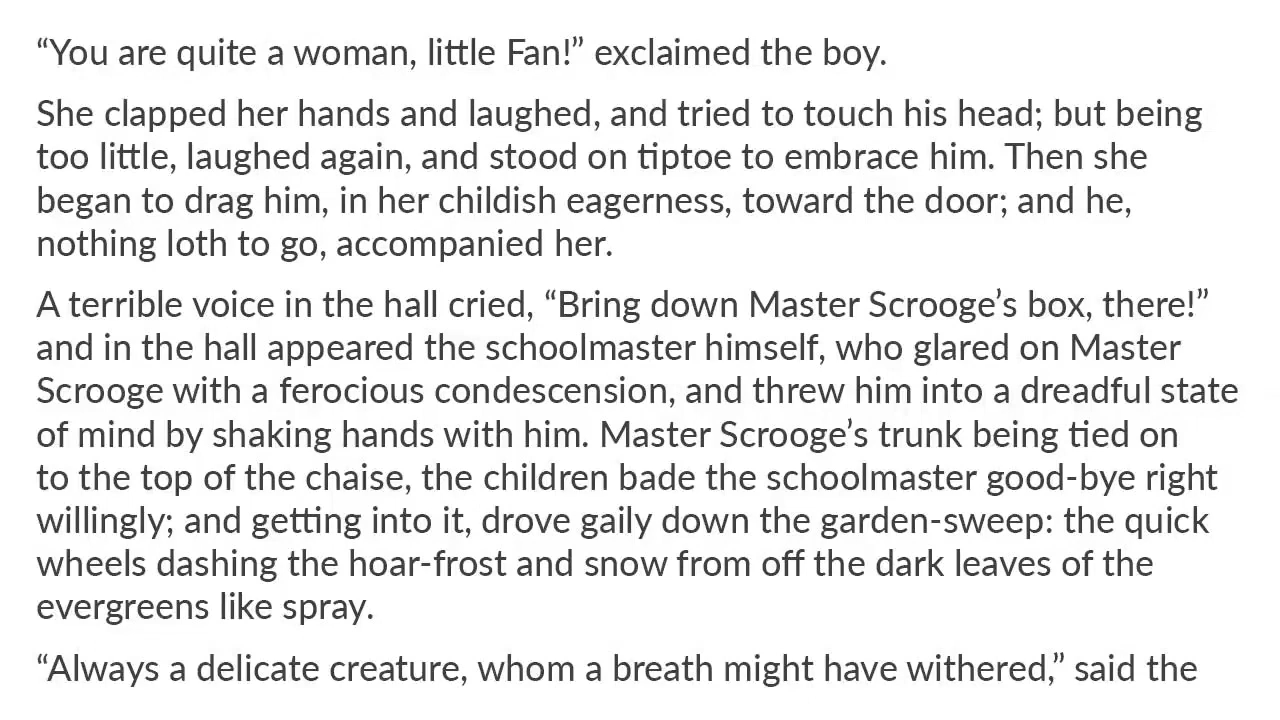 “You are quite a woman, little Fan!” exclaimed the boy.
She clapped her hands and laughed, and tried to touch his head; but being
too little, laughed again, and stood on tiptoe to embrace him. Then she
began to drag him, in her childish eagerness, toward the door; and he,
nothing loth to go, accompanied her.
A terrible voice in the hall cried, “Bring down Master Scrooge’s box, there!”
and in the hall appeared the schoolmaster himself, who glared on Master
Scrooge with a ferocious condescension, and threw him into a dreadful state
of mind by shaking hands with him. Master Scrooge’s trunk being tied on
to the top of the chaise, the children bade the schoolmaster good-bye right
willingly; and getting into it, drove gaily down the garden-sweep: the quick
wheels dashing the hoar-frost and snow from off the dark leaves of the
evergreens like spray.
“Always a delicate creature, whom a breath might have withered,” said the